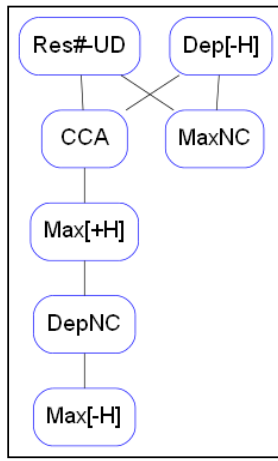 Res#-UD Dep[-H]
CCA MaxNC
Max[+H]
DepNC
Max[-H]